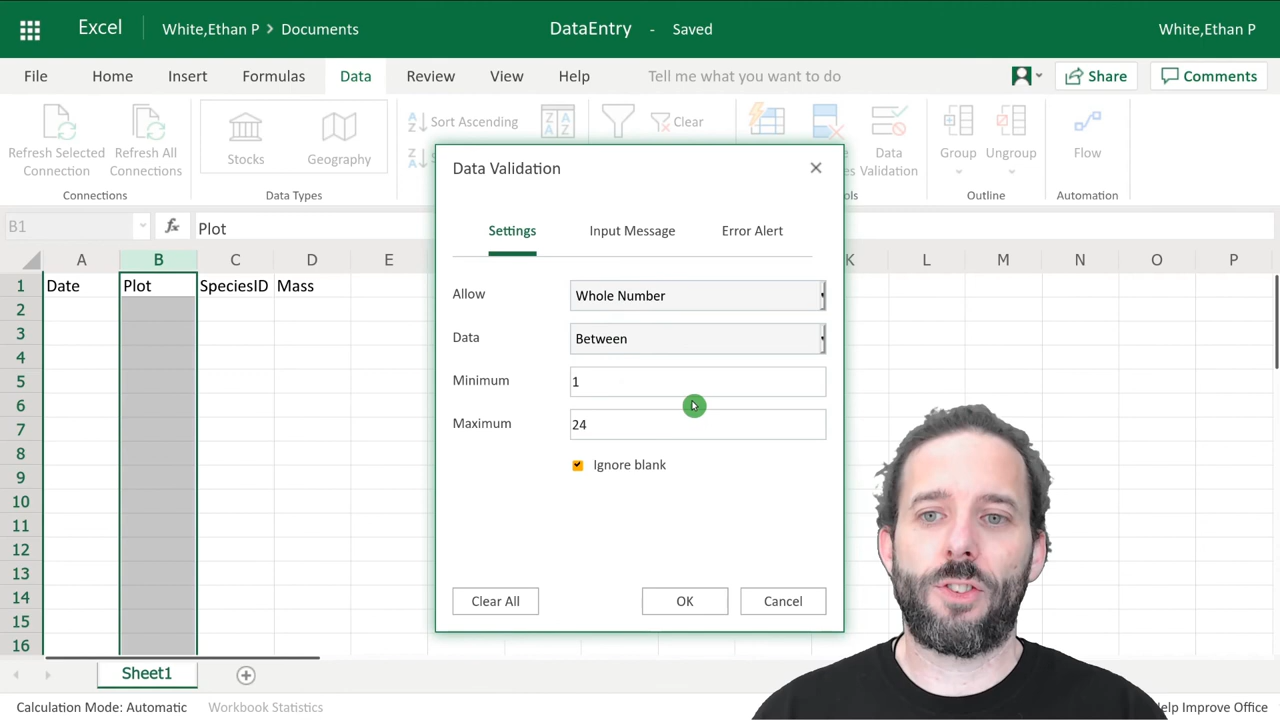 Excel White,Ethan P > Documents DataEntry - Saved White,Ethan P
File Home Insert Formulas Data Review View Help Tell me what you want to do Share Comments
Refresh Selected Connection
Refresh All Connections
Connections
Stocks
Geography
Data Types
Sort Ascending
Clear
Data Validation
Group
Ungroup
Outline
Flow
Automation
B1 fx Plot
A B C D E K L M N O P
1 Date Plot SpeciesID Mass
2
3
4
5
6
7
8
9
10
11
12
13
14
15
16
Data Validation
Settings Input Message Error Alert
Allow Whole Number
Data Between
Minimum 1
Maximum 24
Ignore blank
Clear All OK Cancel
Sheet1
Calculation Mode: Automatic Workbook Statistics Improve Office